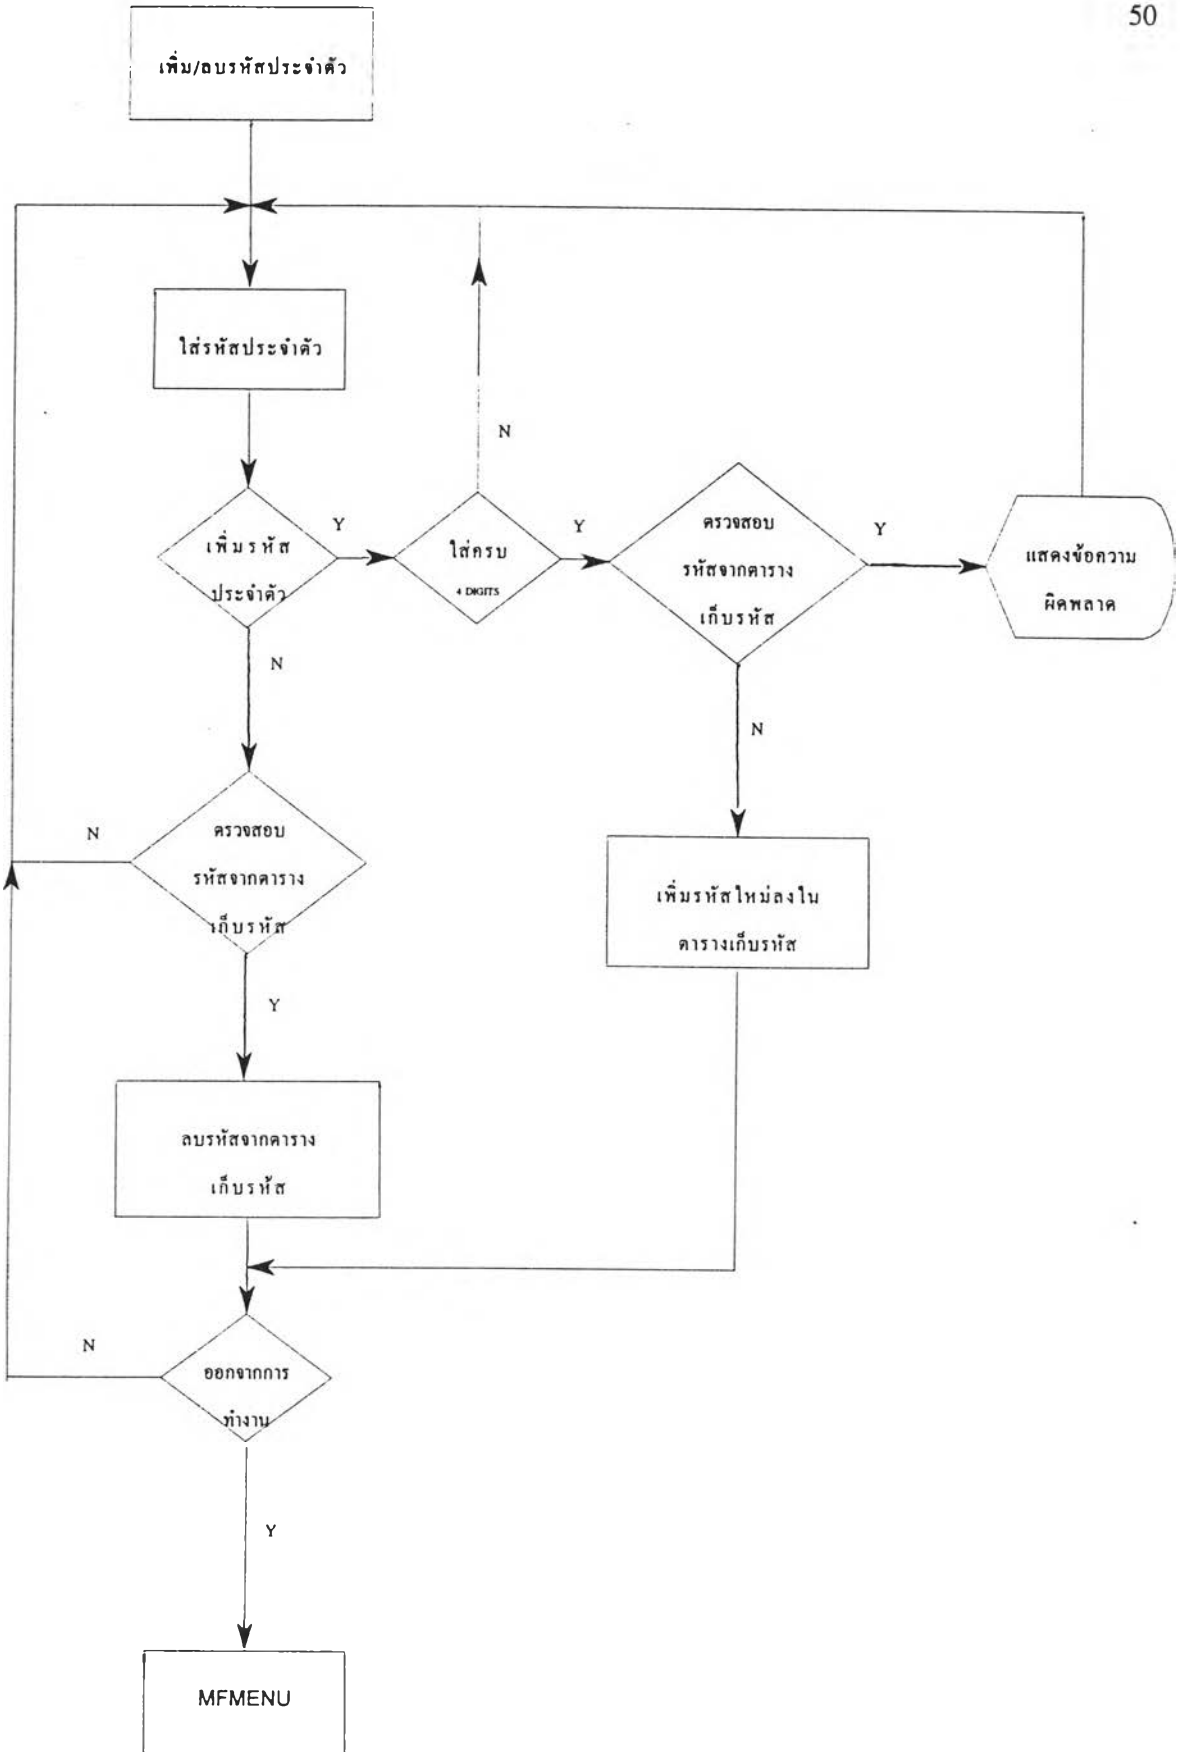 50
เพิ่ม/ลบรหัสประจำตัว
ใส่รหัสประจำตัว
N
เพิ่มรหัส
ประจำตัว
Y
ใส่ครบ
4 DIGITS
Y
ตรวจสอบ
รหัสจากตาราง
เก็บรหัส
Y
แสดงข้อความ
ผิดพลาด
N
N
N
ตรวจสอบ
รหัสจากตาราง
เก็บรหัส
เพิ่มรหัสใหม่ลงใน
ตารางเก็บรหัส
Y
ลบรหัสจากตาราง
เก็บรหัส
N
ออกจากการ
ทำงาน
Y
MFMENU